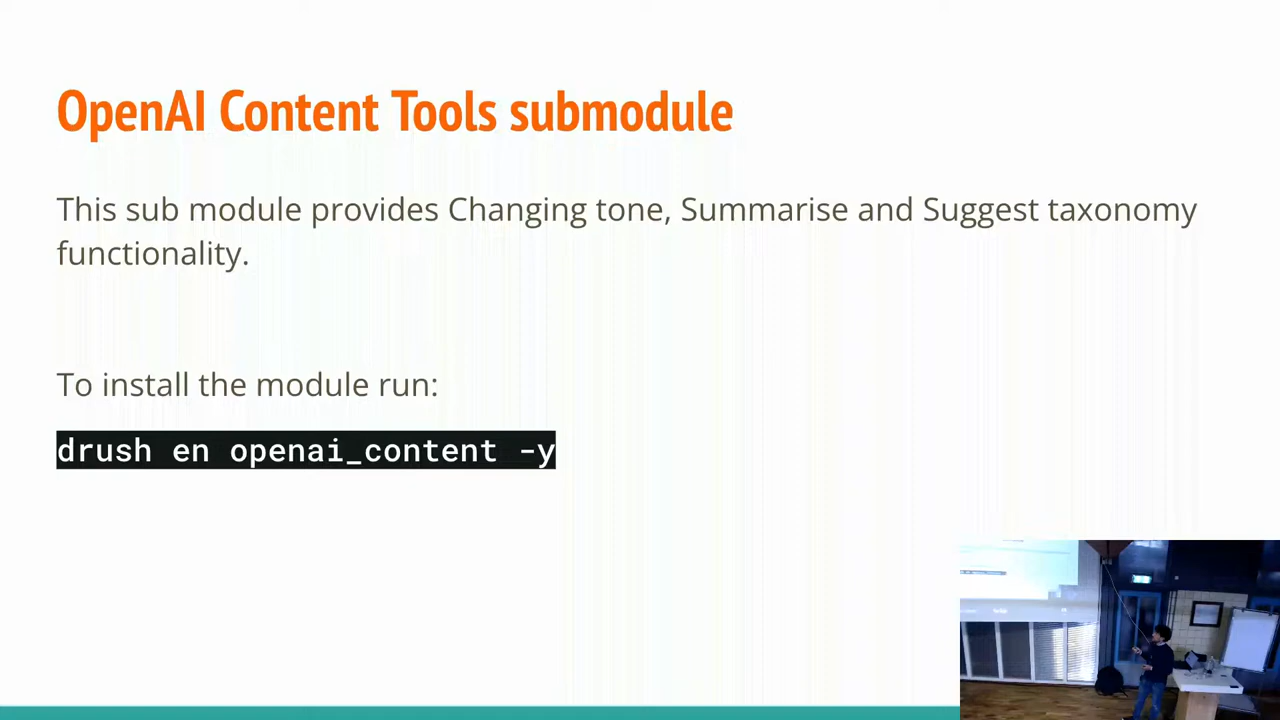 OpenAI Content Tools submodule
This sub module provides Changing tone, Summarise and Suggest taxonomy
functionality.
To install the module run:
drush en openai_content -y